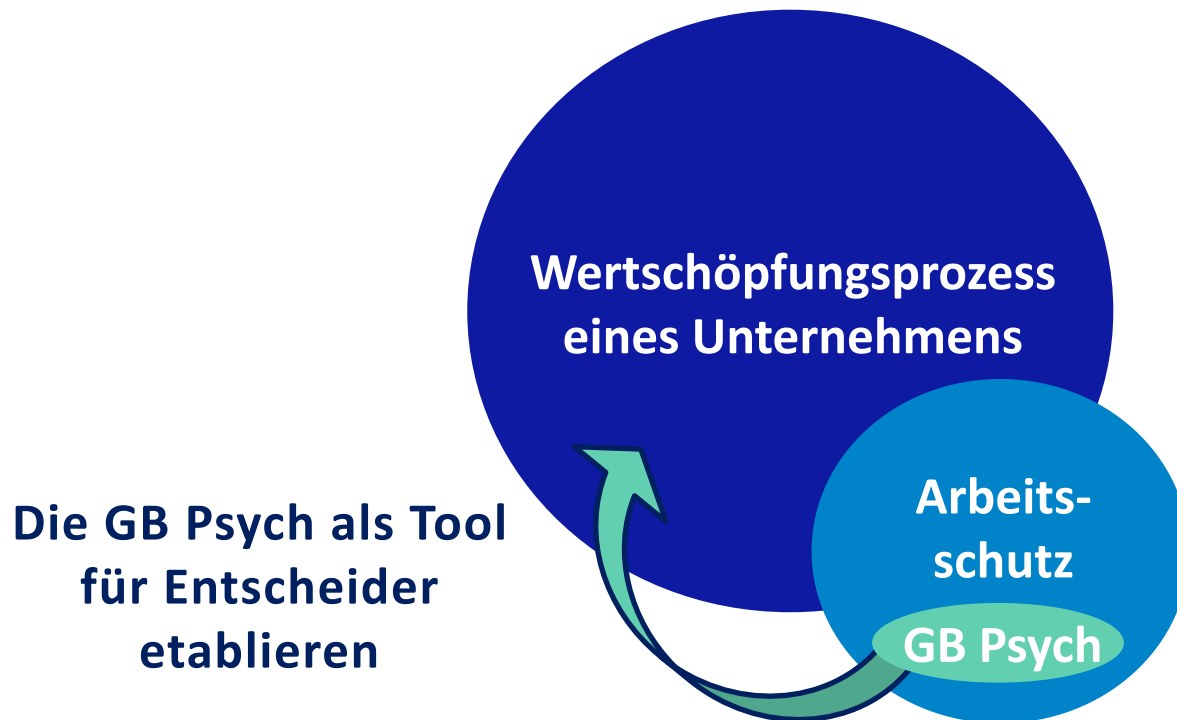 Wertschöpfungsprozess
eines Unternehmens
Arbeits-
schutz
GB Psych
Die GB Psych als Tool
für Entscheider
etablieren